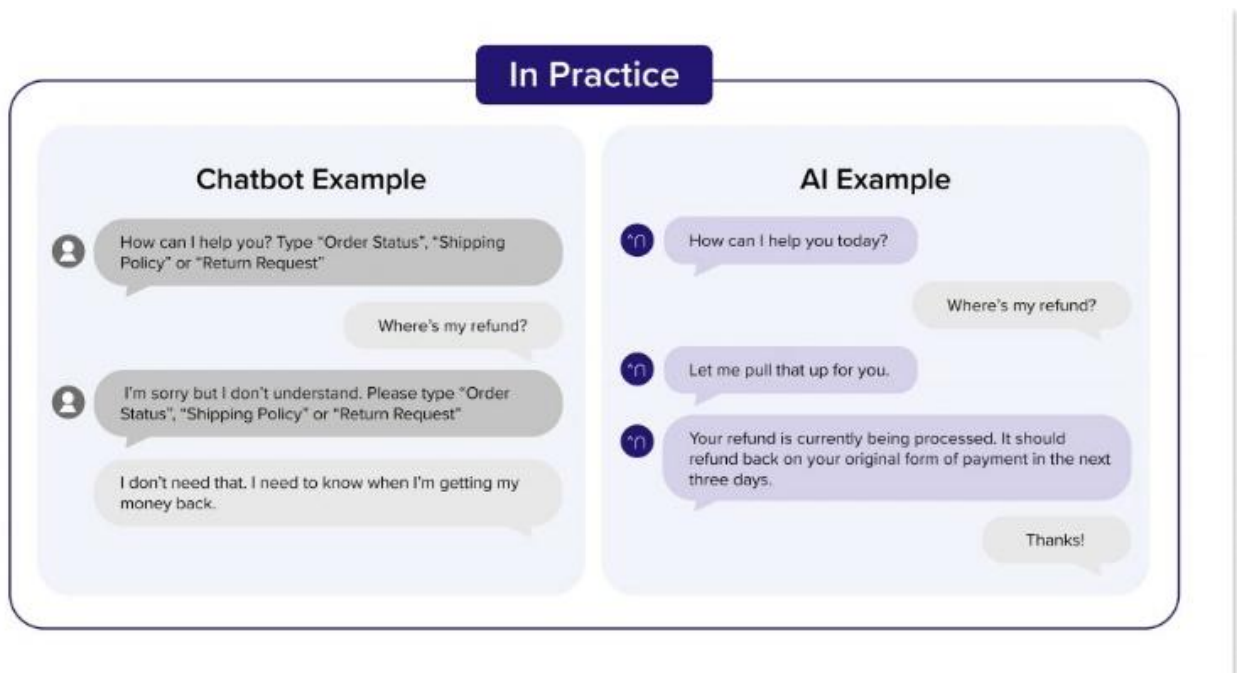 In Practice
Chatbot Example
How can I help you? Type “Order Status”, “Shipping
Policy” or “Return Request”
Where’s my refund?
I’m sorry but I don’t understand. Please type “Order
Status”, “Shipping Policy” or “Return Request”
I don’t need that. I need to know when I’m getting my
money back.
AI Example
How can I help you today?
Where’s my refund?
Let me pull that up for you.
Your refund is currently being processed. It should
refund back on your original form of payment in the next
three days.
Thanks!